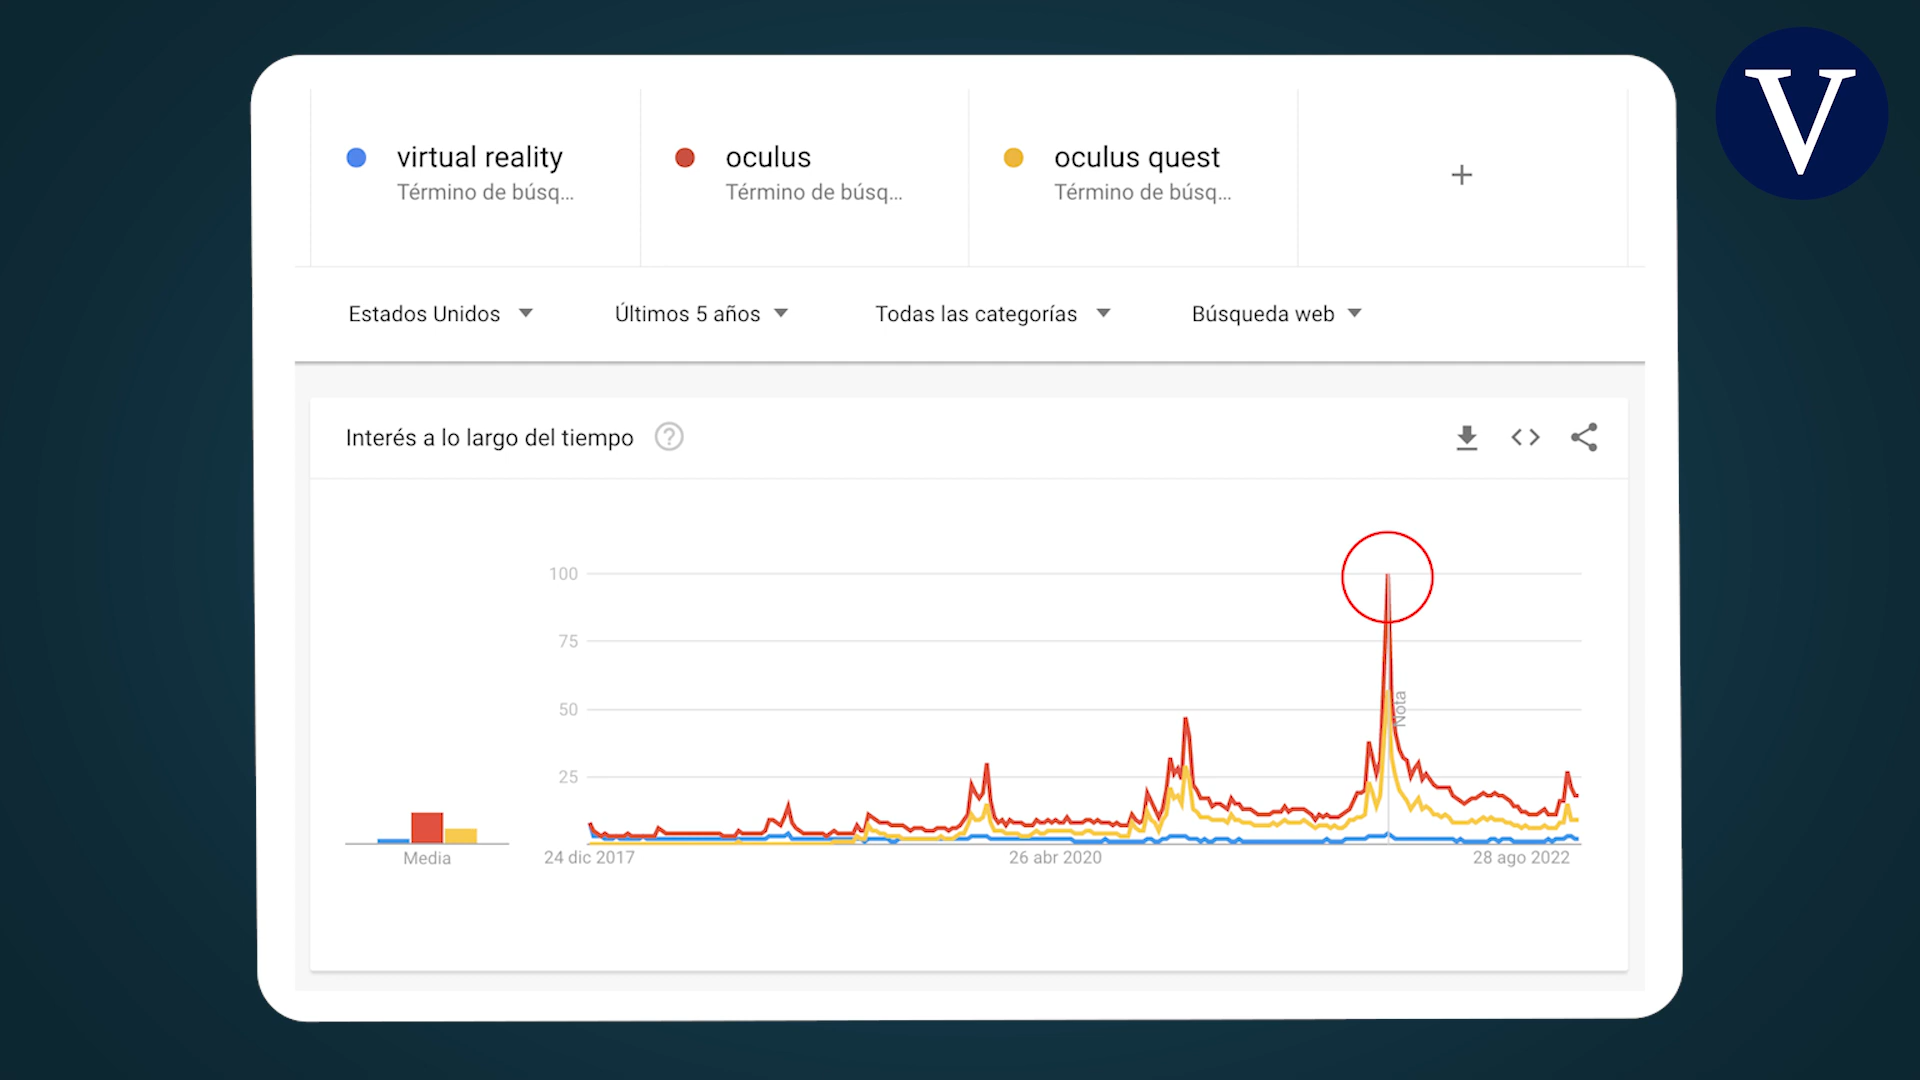 V
virtual reality
Término de búsq...
oculus
Término de búsq...
oculus quest
Término de búsq...
+
Estados Unidos
Últimos 5 años
Todas las categorías
Búsqueda web
Interés a lo largo del tiempo
?
100
75
50
25
Nota
Media
24 dic 2017
26 abr 2020
28 ago 2022